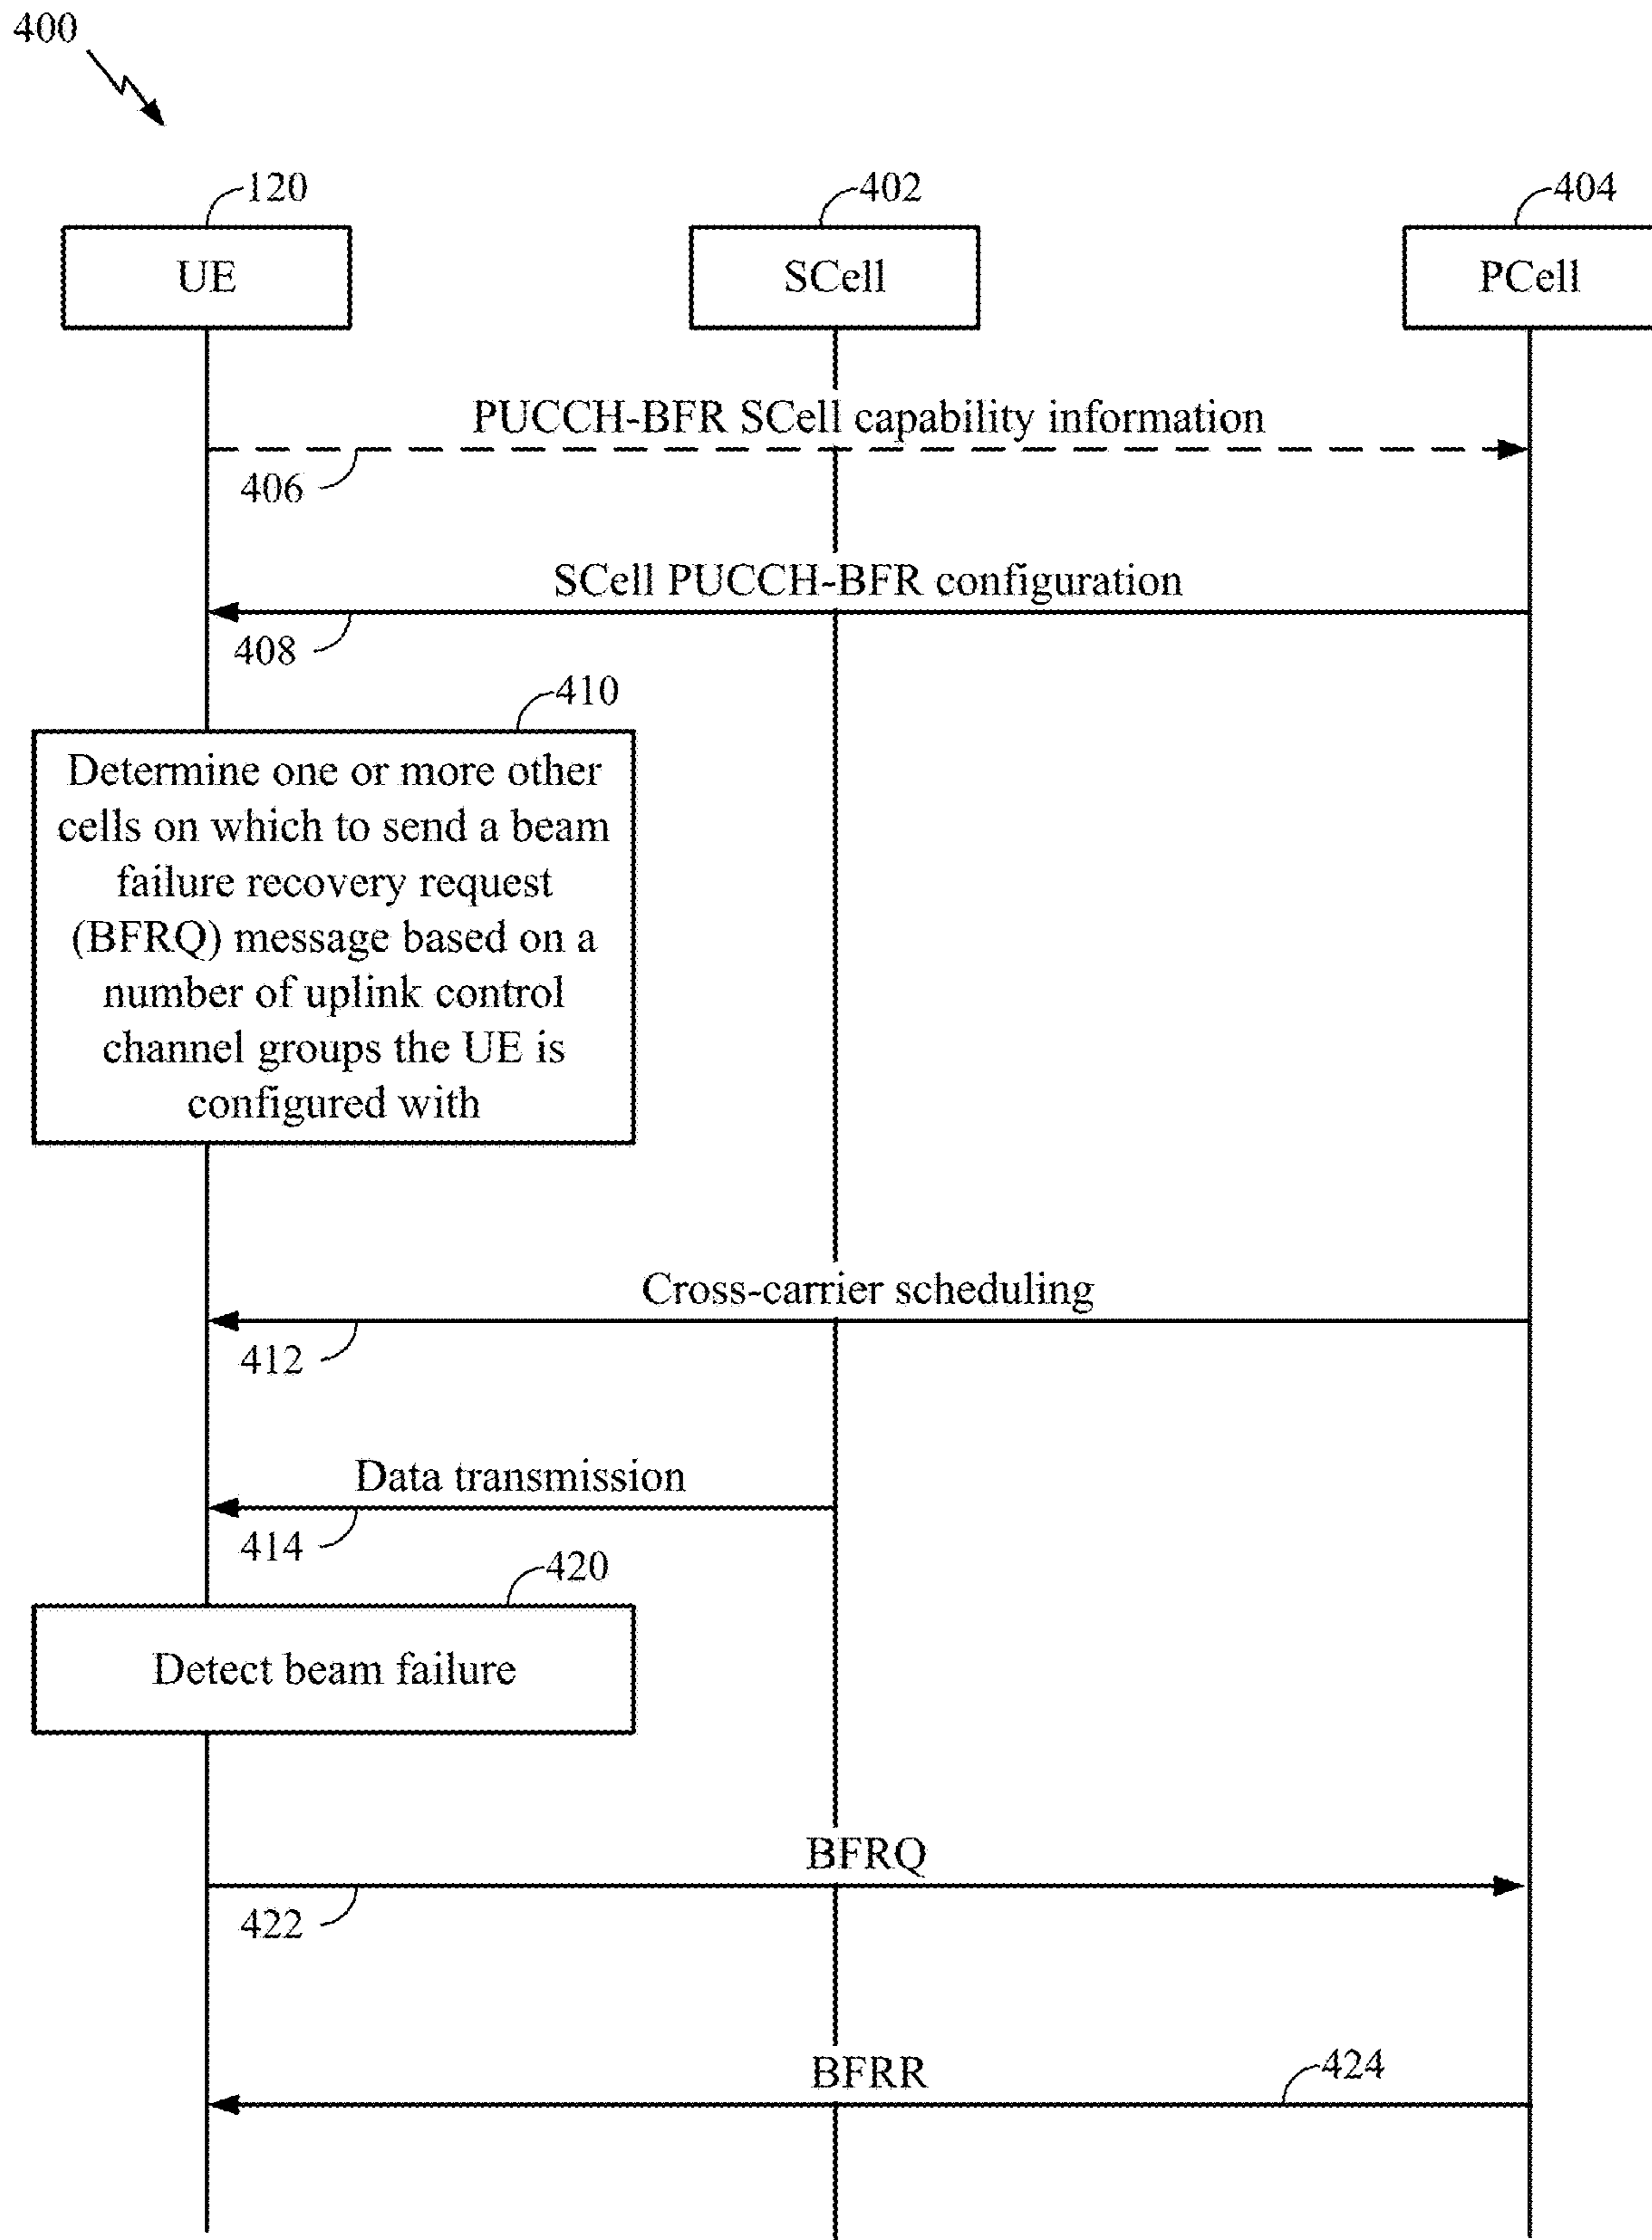 400
120
402
404
UE
SCell
PCell
PUCCH-BFR SCell capability information
406
SCell PUCCH-BFR configuration
408
410
Determine one or more other
cells on which to send a beam
failure recovery request
(BFRQ) message based on a
number of uplink control
channel groups the UE is
configured with
Cross-carrier scheduling
412
Data transmission
414
420
Detect beam failure
BFRQ
422
BFRR
424